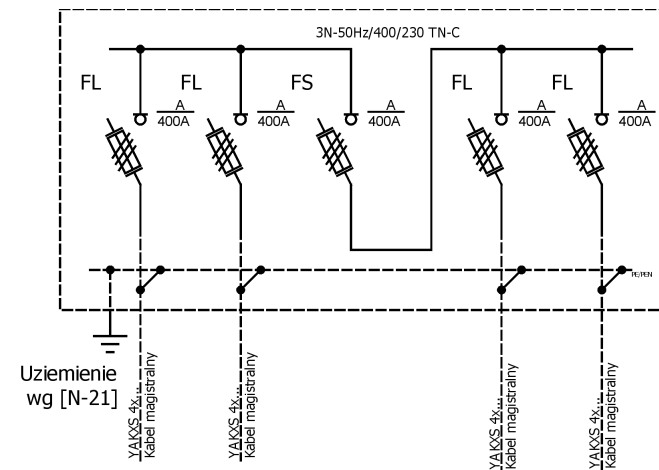 3N-50Hz/400/230 TN-C
FL
FL
FS
FL
FL
A
400A
A
400A
A
400A
A
400A
A
400A
PE/PEN
Uziemienie
wg [N-21]
YAKXS 4x...
Kabel magistralny
YAKXS 4x...
Kabel magistralny
YAKXS 4x...
Kabel magistralny
YAKXS 4x...
Kabel magistralny